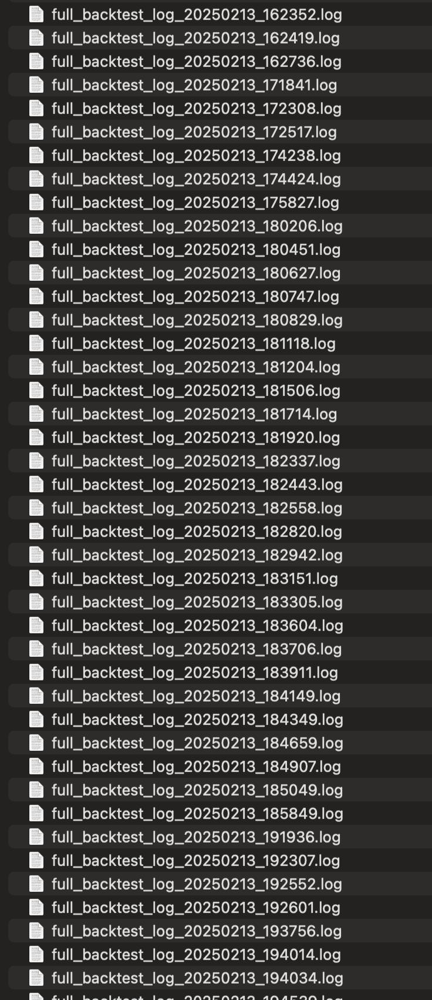 full_backtest_log_20250213_162352.log
full_backtest_log_20250213_162419.log
full_backtest_log_20250213_162736.log
full_backtest_log_20250213_171841.log
full_backtest_log_20250213_172308.log
full_backtest_log_20250213_172517.log
full_backtest_log_20250213_174238.log
full_backtest_log_20250213_174424.log
full_backtest_log_20250213_175827.log
full_backtest_log_20250213_180206.log
full_backtest_log_20250213_180451.log
full_backtest_log_20250213_180627.log
full_backtest_log_20250213_180747.log
full_backtest_log_20250213_180829.log
full_backtest_log_20250213_181118.log
full_backtest_log_20250213_181204.log
full_backtest_log_20250213_181506.log
full_backtest_log_20250213_181714.log
full_backtest_log_20250213_181920.log
full_backtest_log_20250213_182337.log
full_backtest_log_20250213_182443.log
full_backtest_log_20250213_182558.log
full_backtest_log_20250213_182820.log
full_backtest_log_20250213_182942.log
full_backtest_log_20250213_183151.log
full_backtest_log_20250213_183305.log
full_backtest_log_20250213_183604.log
full_backtest_log_20250213_183706.log
full_backtest_log_20250213_183911.log
full_backtest_log_20250213_184149.log
full_backtest_log_20250213_184349.log
full_backtest_log_20250213_184659.log
full_backtest_log_20250213_184907.log
full_backtest_log_20250213_185049.log
full_backtest_log_20250213_185849.log
full_backtest_log_20250213_191936.log
full_backtest_log_20250213_192307.log
full_backtest_log_20250213_192552.log
full_backtest_log_20250213_192601.log
full_backtest_log_20250213_193756.log
full_backtest_log_20250213_194014.log
full_backtest_log_20250213_194034.log